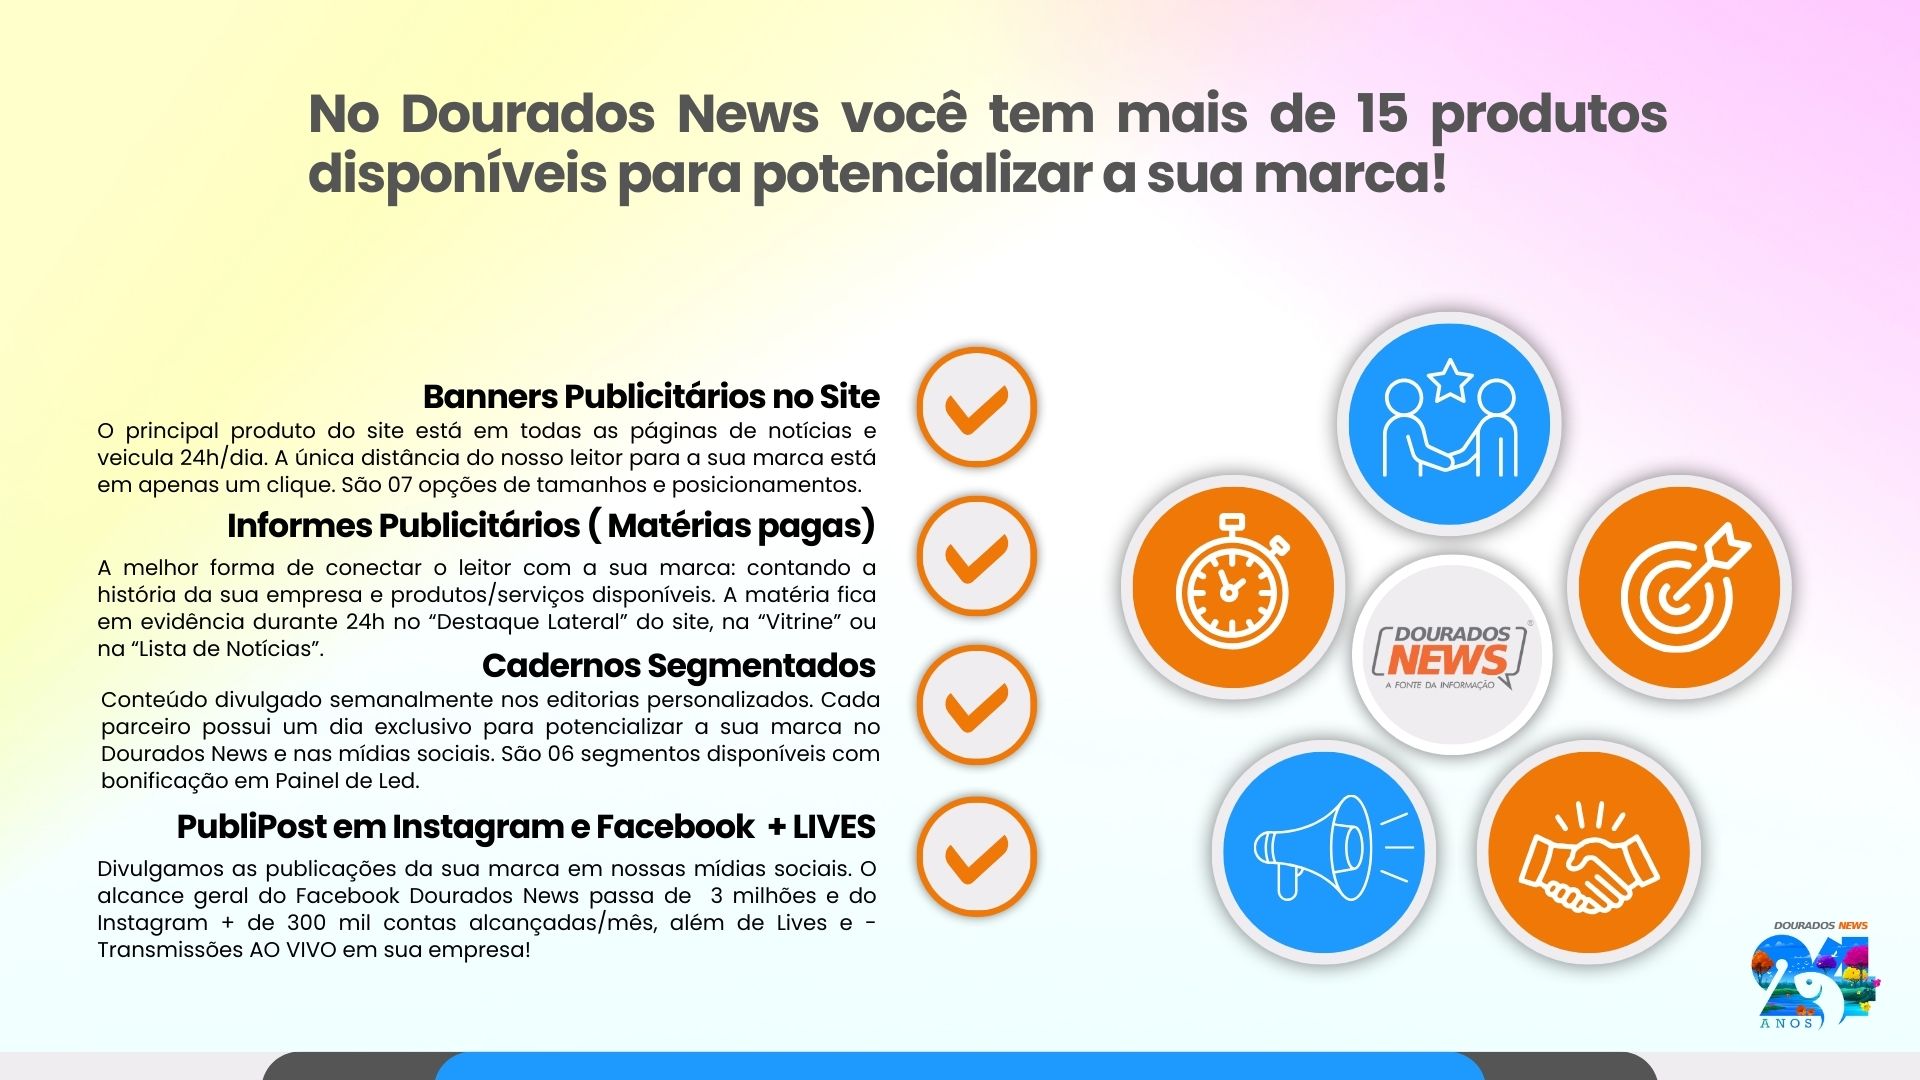 No Dourados News você tem mais de 15 produtos
disponíveis para potencializar a sua marca!
Banners Publicitários no Site
O principal produto do site está em todas as páginas de notícias e
veicula 24h/dia. A única distância do nosso leitor para a sua marca está
em apenas um clique. São 07 opções de tamanhos e posicionamentos.
Informes Publicitários ( Matérias pagas)
A melhor forma de conectar o leitor com a sua marca: contando a
história da sua empresa e produtos/serviços disponíveis. A matéria fica
em evidência durante 24h no “Destaque Lateral” do site, na “Vitrine” ou
na “Lista de Notícias”.
Cadernos Segmentados
Conteúdo divulgado semanalmente nos editorias personalizados. Cada
parceiro possui um dia exclusivo para potencializar a sua marca no
Dourados News e nas mídias sociais. São 06 segmentos disponíveis com
bonificação em Painel de Led.
PubliPost em Instagram e Facebook + LIVES
Divulgamos as publicações da sua marca em nossas mídias sociais. O
alcance geral do Facebook Dourados News passa de 3 milhões e do
Instagram + de 300 mil contas alcançadas/mês, além de Lives e -
Transmissões AO VIVO em sua empresa!
DOURADOS ®
NEWS
A FONTE DA INFORMAÇÃO
DOURADOS NEWS
24
ANOS